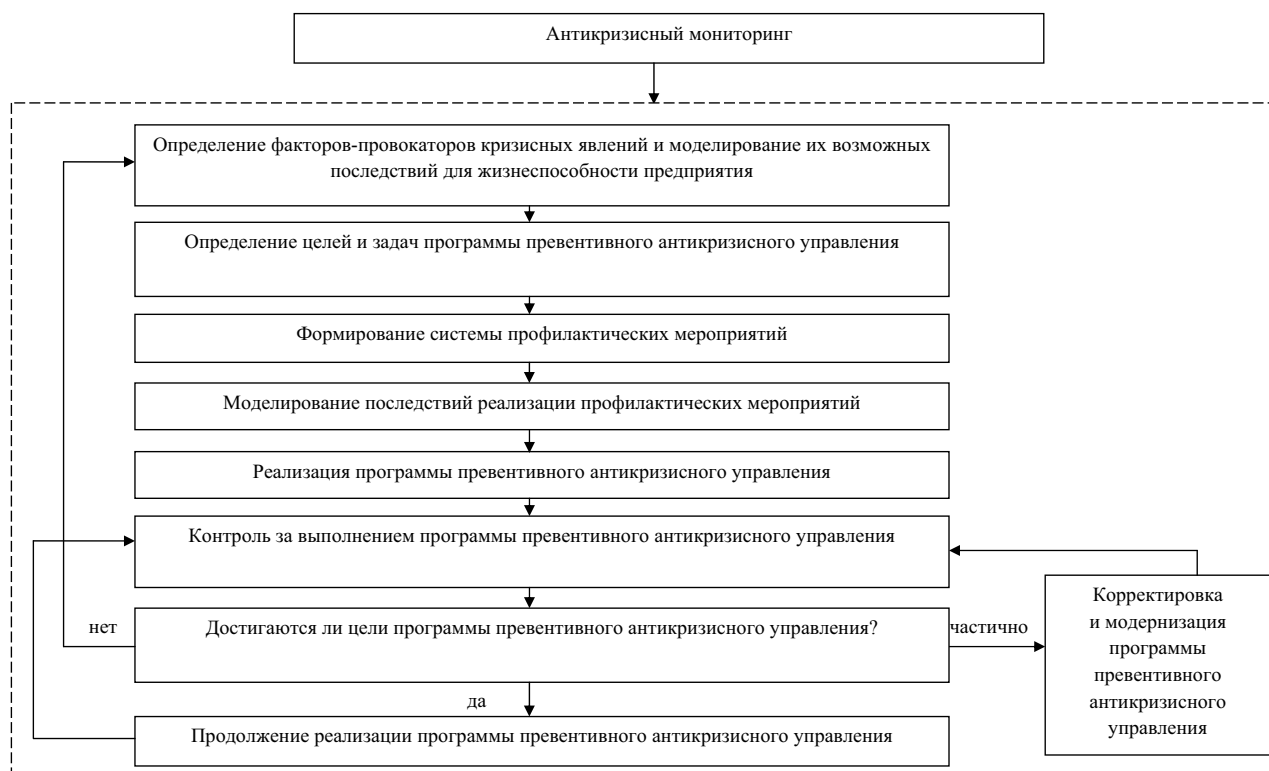 Антикризисный мониторинг
Определение факторов-провокаторов кризисных явлений и моделирование их возможных
последствий для жизнеспособности предприятия
Определение целей и задач программы превентивного антикризисного управления
Формирование системы профилактических мероприятий
Моделирование последствий реализации профилактических мероприятий
Реализация программы превентивного антикризисного управления
Контроль за выполнением программы превентивного антикризисного управления
нет
Достигаются ли цели программы превентивного антикризисного управления?
частично
Корректировка
и модернизация
программы
превентивного
антикризисного
управления
да
Продолжение реализации программы превентивного антикризисного управления